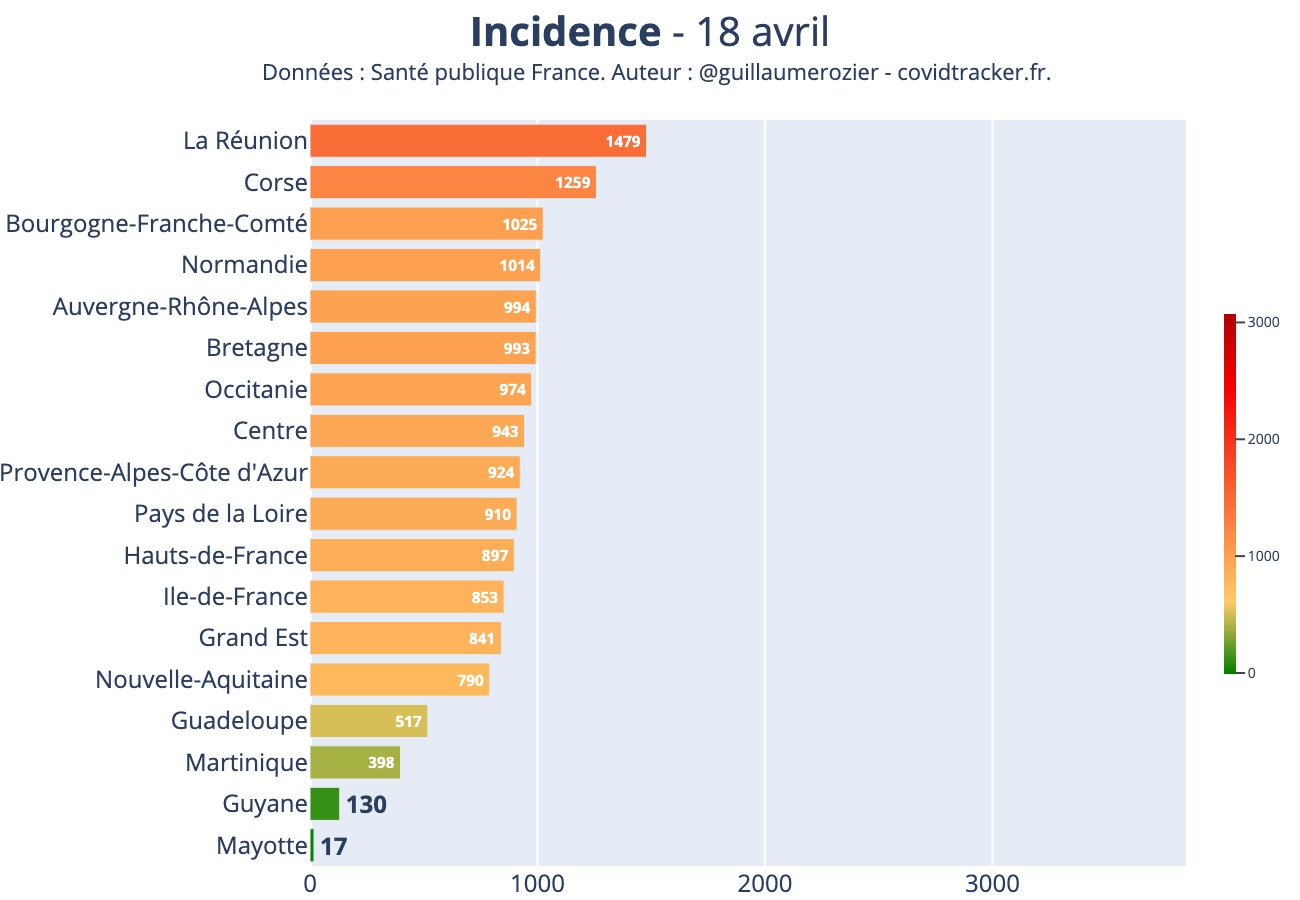 Incidence - 18 avril
Données : Santé publique France. Auteur : @guillaumerozier - covidtracker.fr.
La Réunion 1479
Corse 1259
Bourgogne-Franche-Comté 1025
Normandie 1014
Auvergne-Rhône-Alpes 994
Bretagne 993
Occitanie 974
Centre 943
Provence-Alpes-Côte d'Azur 924
Pays de la Loire 910
Hauts-de-France 897
Ile-de-France 853
Grand Est 841
Nouvelle-Aquitaine 790
Guadeloupe 517
Martinique 398
Guyane 130
Mayotte 17
0 1000 2000 3000
3000
2000
1000
0